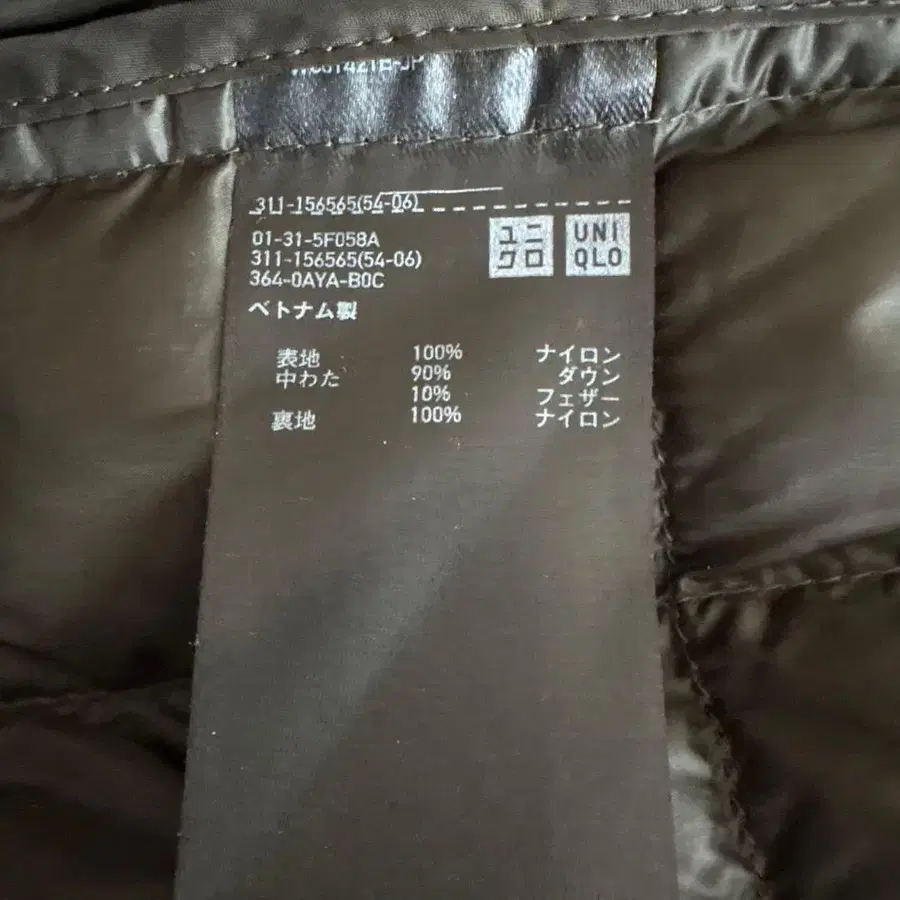 311-156565(54-06)
01-31-5F058A
311-156565(54-06)
364-0AYA-B0C
ユニクロ
UNIQLO
ベトナム製
表地 100% ナイロン
中わた 90% ダウン
10% フェザー
裏地 100% ナイロン